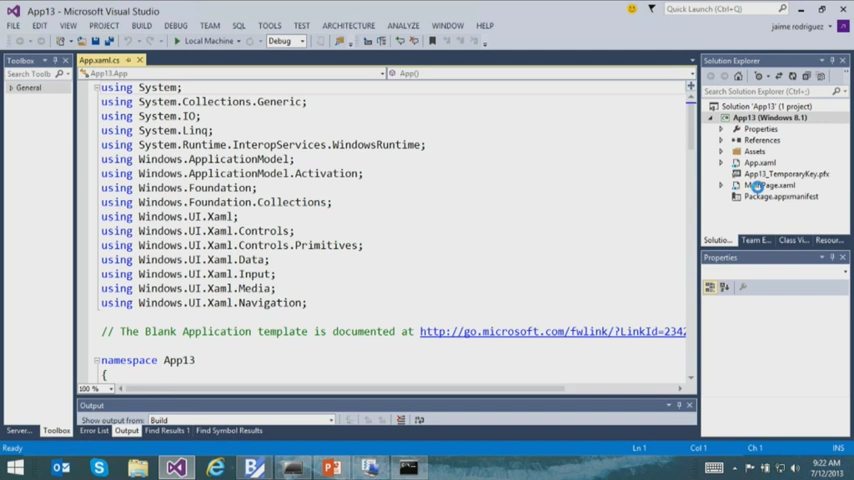 App13 - Microsoft Visual Studio
Quick Launch (Ctrl+Q)
FILE EDIT VIEW PROJECT BUILD DEBUG TEAM SQL TOOLS TEST ARCHITECTURE ANALYZE WINDOW HELP
jaime rodriguez
Local Machine
Debug
Toolbox
App.xaml.cs
Solution Explorer
Search Toolb
App13.App
App()
General
Search Solution Explorer (Ctrl+;)
using System;
using System.Collections.Generic;
using System.IO;
using System.Linq;
using System.Runtime.InteropServices.WindowsRuntime;
using Windows.ApplicationModel;
using Windows.ApplicationModel.Activation;
using Windows.Foundation;
using Windows.Foundation.Collections;
using Windows.UI.Xaml;
using Windows.UI.Xaml.Controls;
using Windows.UI.Xaml.Controls.Primitives;
using Windows.UI.Xaml.Data;
using Windows.UI.Xaml.Input;
using Windows.UI.Xaml.Media;
using Windows.UI.Xaml.Navigation;
// The Blank Application template is documented at http://go.microsoft.com/fwlink/?LinkId=2342
namespace App13
{
Solution 'App13' (1 project)
App13 (Windows 8.1)
Properties
References
Assets
App.xaml
App13_TemporaryKey.pfx
Page.xaml
Package.appxmanifest
Solutio... Team E... Class Vi... Resour...
Properties
100 %
Output
Show output from: Build
Server... Toolbox
Error List Output Find Results 1 Find Symbol Results
Ready
Ln 1 Col 1 Ch 1 INS
9:22 AM
7/12/2013